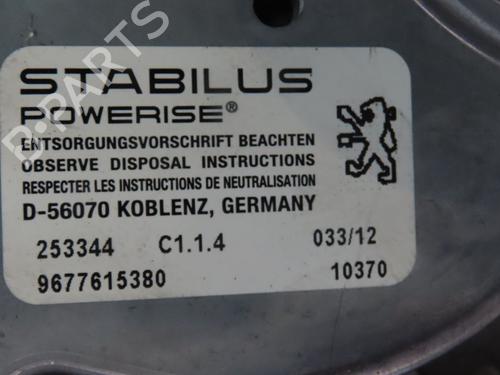 STABILUS
POWERISE®
ENTSORGUNGSVORSCHRIFT BEACHTEN
OBSERVE DISPOSAL INSTRUCTIONS
RESPECTER LES INSTRUCTIONS DE NEUTRALISATION
D-56070 KOBLENZ, GERMANY
253344 C1.1.4 033/12
9677615380 10370
B-PARTS